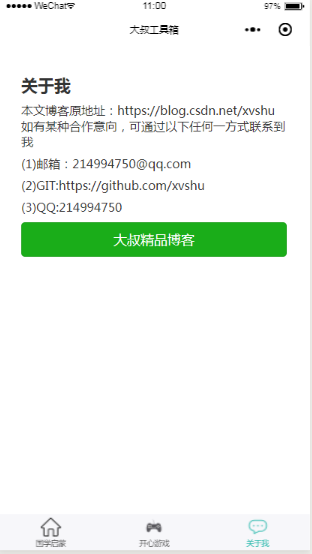 WeChat 11:00 97%
大叔工具箱
关于我
本文博客原地址：https://blog.csdn.net/xvshu
如有某种合作意向，可通过以下任何一方式联系到
我
(1)邮箱：214994750@qq.com
(2)GIT:https://github.com/xvshu
(3)QQ:214994750
大叔精品博客
国学启蒙 开心游戏 关于我